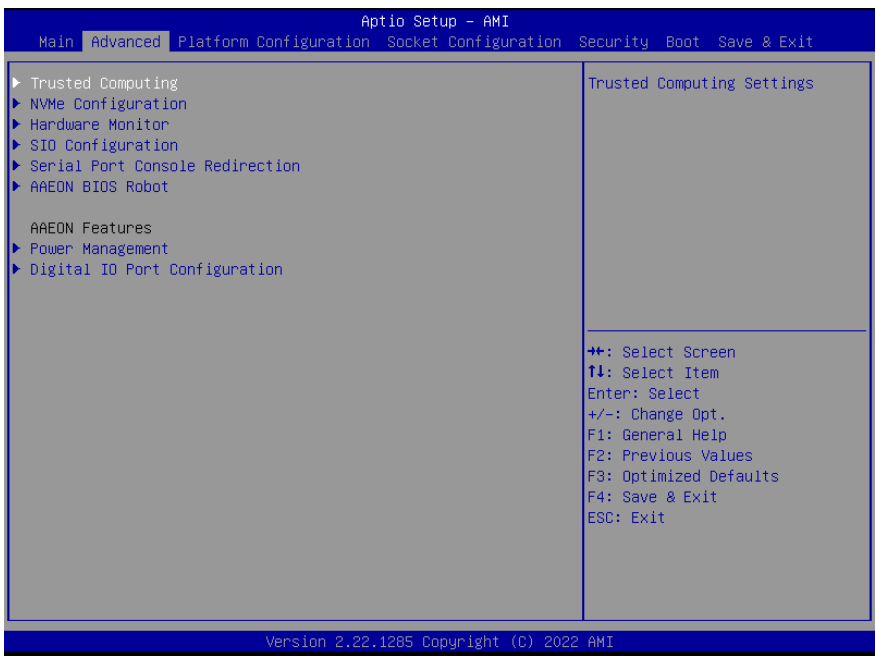 Aptio Setup – AMI
Main Advanced Platform Configuration Socket Configuration Security Boot Save & Exit
▶ Trusted Computing
▶ NVMe Configuration
▶ Hardware Monitor
▶ SIO Configuration
▶ Serial Port Console Redirection
▶ AAEON BIOS Robot
AAEON Features
▶ Power Management
▶ Digital IO Port Configuration
Trusted Computing Settings
→←: Select Screen
↑↓: Select Item
Enter: Select
+/-: Change Opt.
F1: General Help
F2: Previous Values
F3: Optimized Defaults
F4: Save & Exit
ESC: Exit
Version 2.22.1285 Copyright (C) 2022 AMI